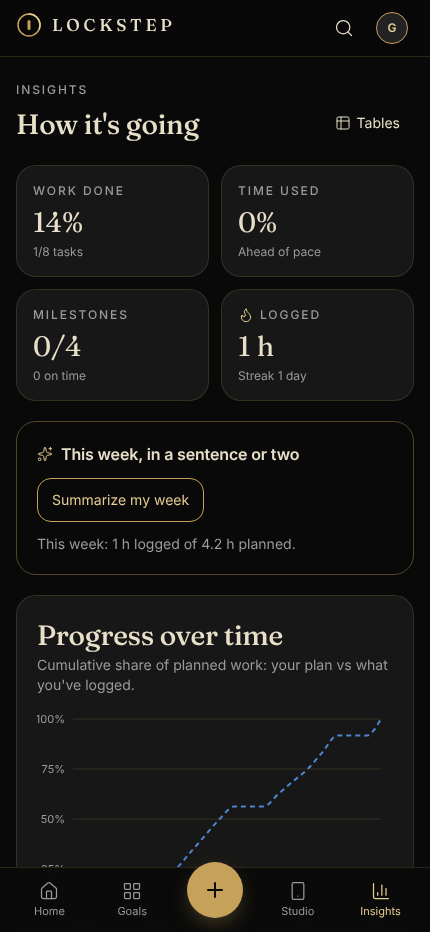 LOCKSTEP
G
INSIGHTS
How it's going
Tables
WORK DONE
14%
1/8 tasks
TIME USED
0%
Ahead of pace
MILESTONES
0/4
0 on time
LOGGED
1 h
Streak 1 day
This week, in a sentence or two
Summarize my week
This week: 1 h logged of 4.2 h planned.
Progress over time
Cumulative share of planned work: your plan vs what
you've logged.
100%
75%
50%
Home
Goals
Studio
Insights